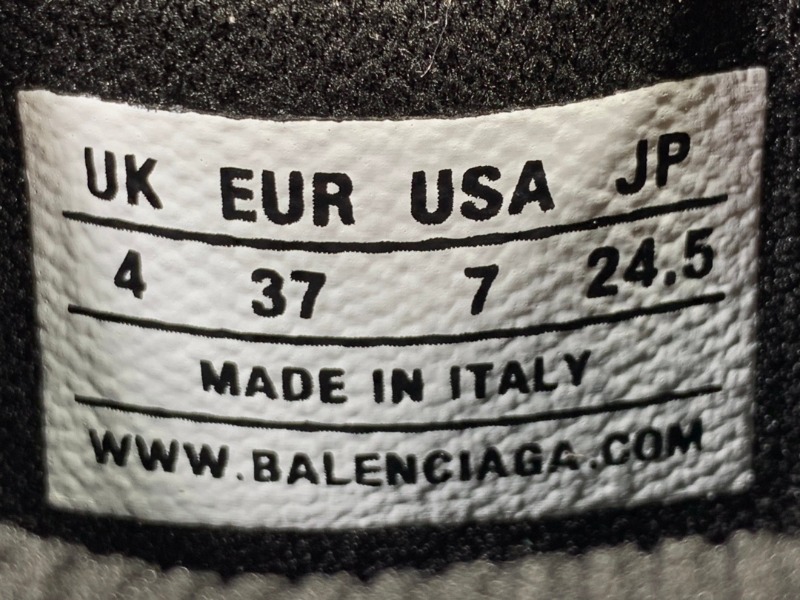 UK EUR USA JP
4 37 7 24.5
MADE IN ITALY
WWW.BALENCIAGA.COM